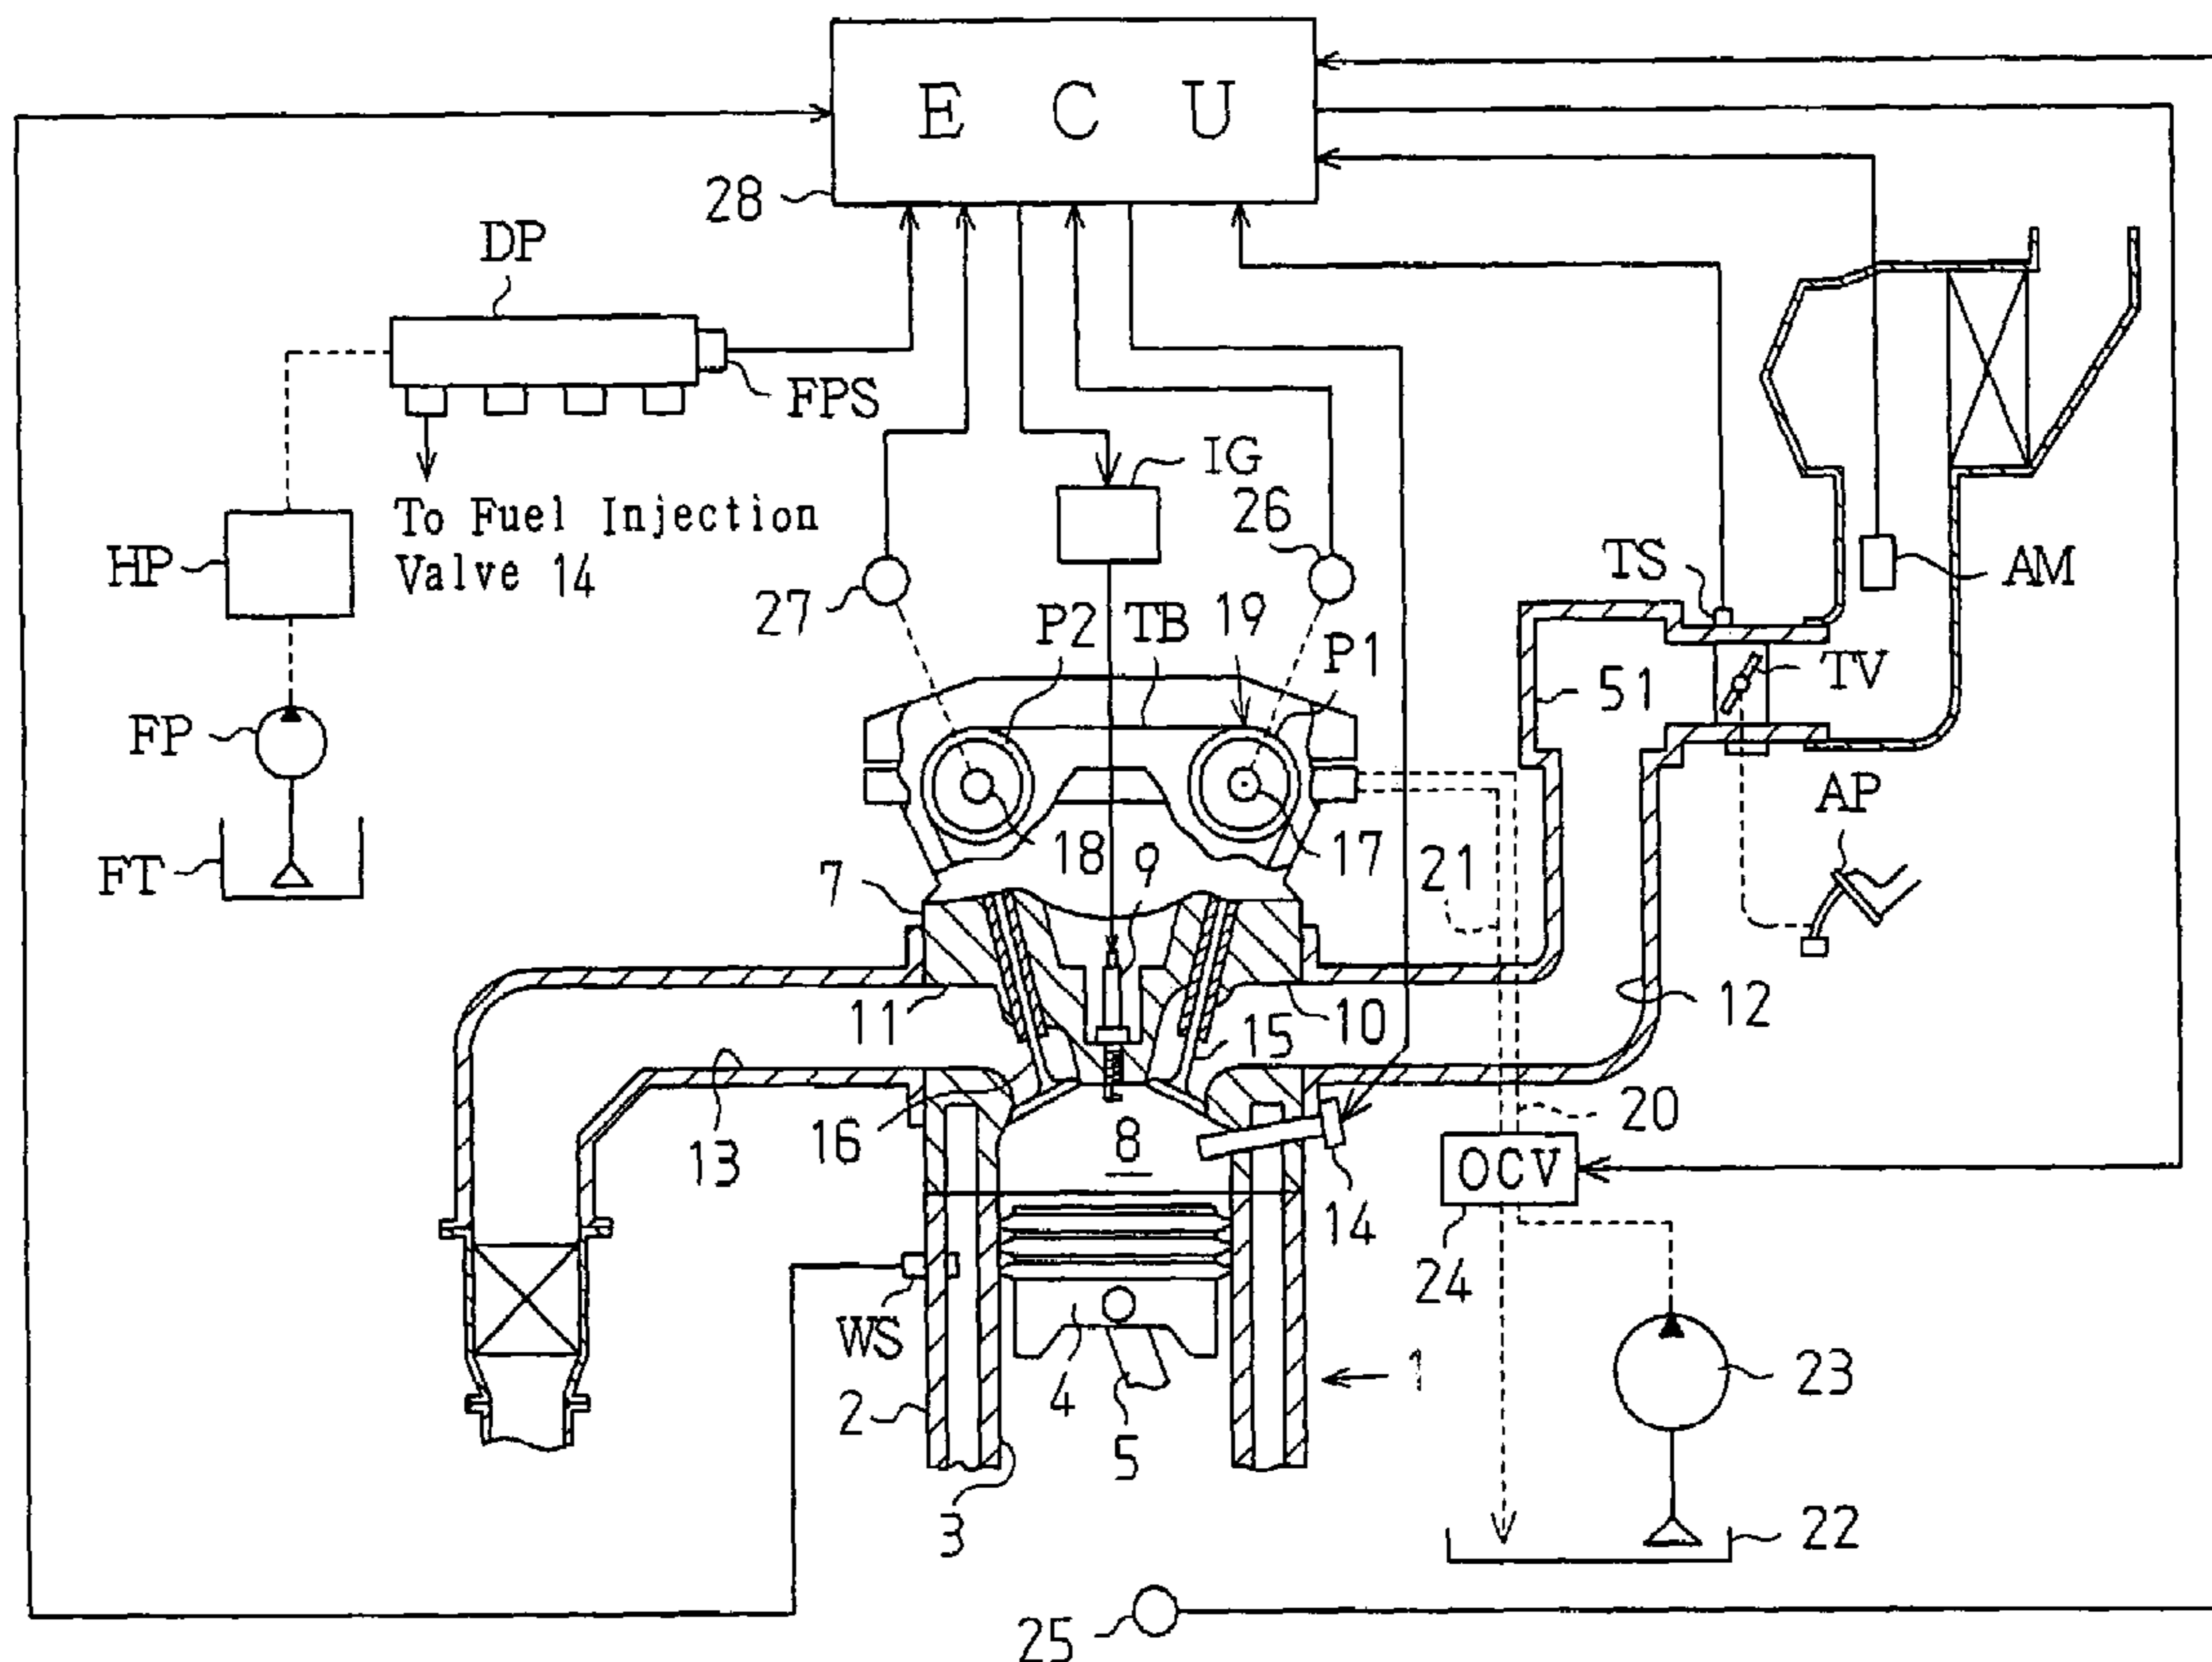 E C U
28
DP
FPS
To Fuel Injection
Valve 14
HP
FP
FT
IG
26
27
P2
TB
19
P1
TS
AM
TV
51
AP
18
9
17
21
7
11
10
15
12
13
16
8
14
20
OCV
24
WS
4
5
1
2
3
23
22
25